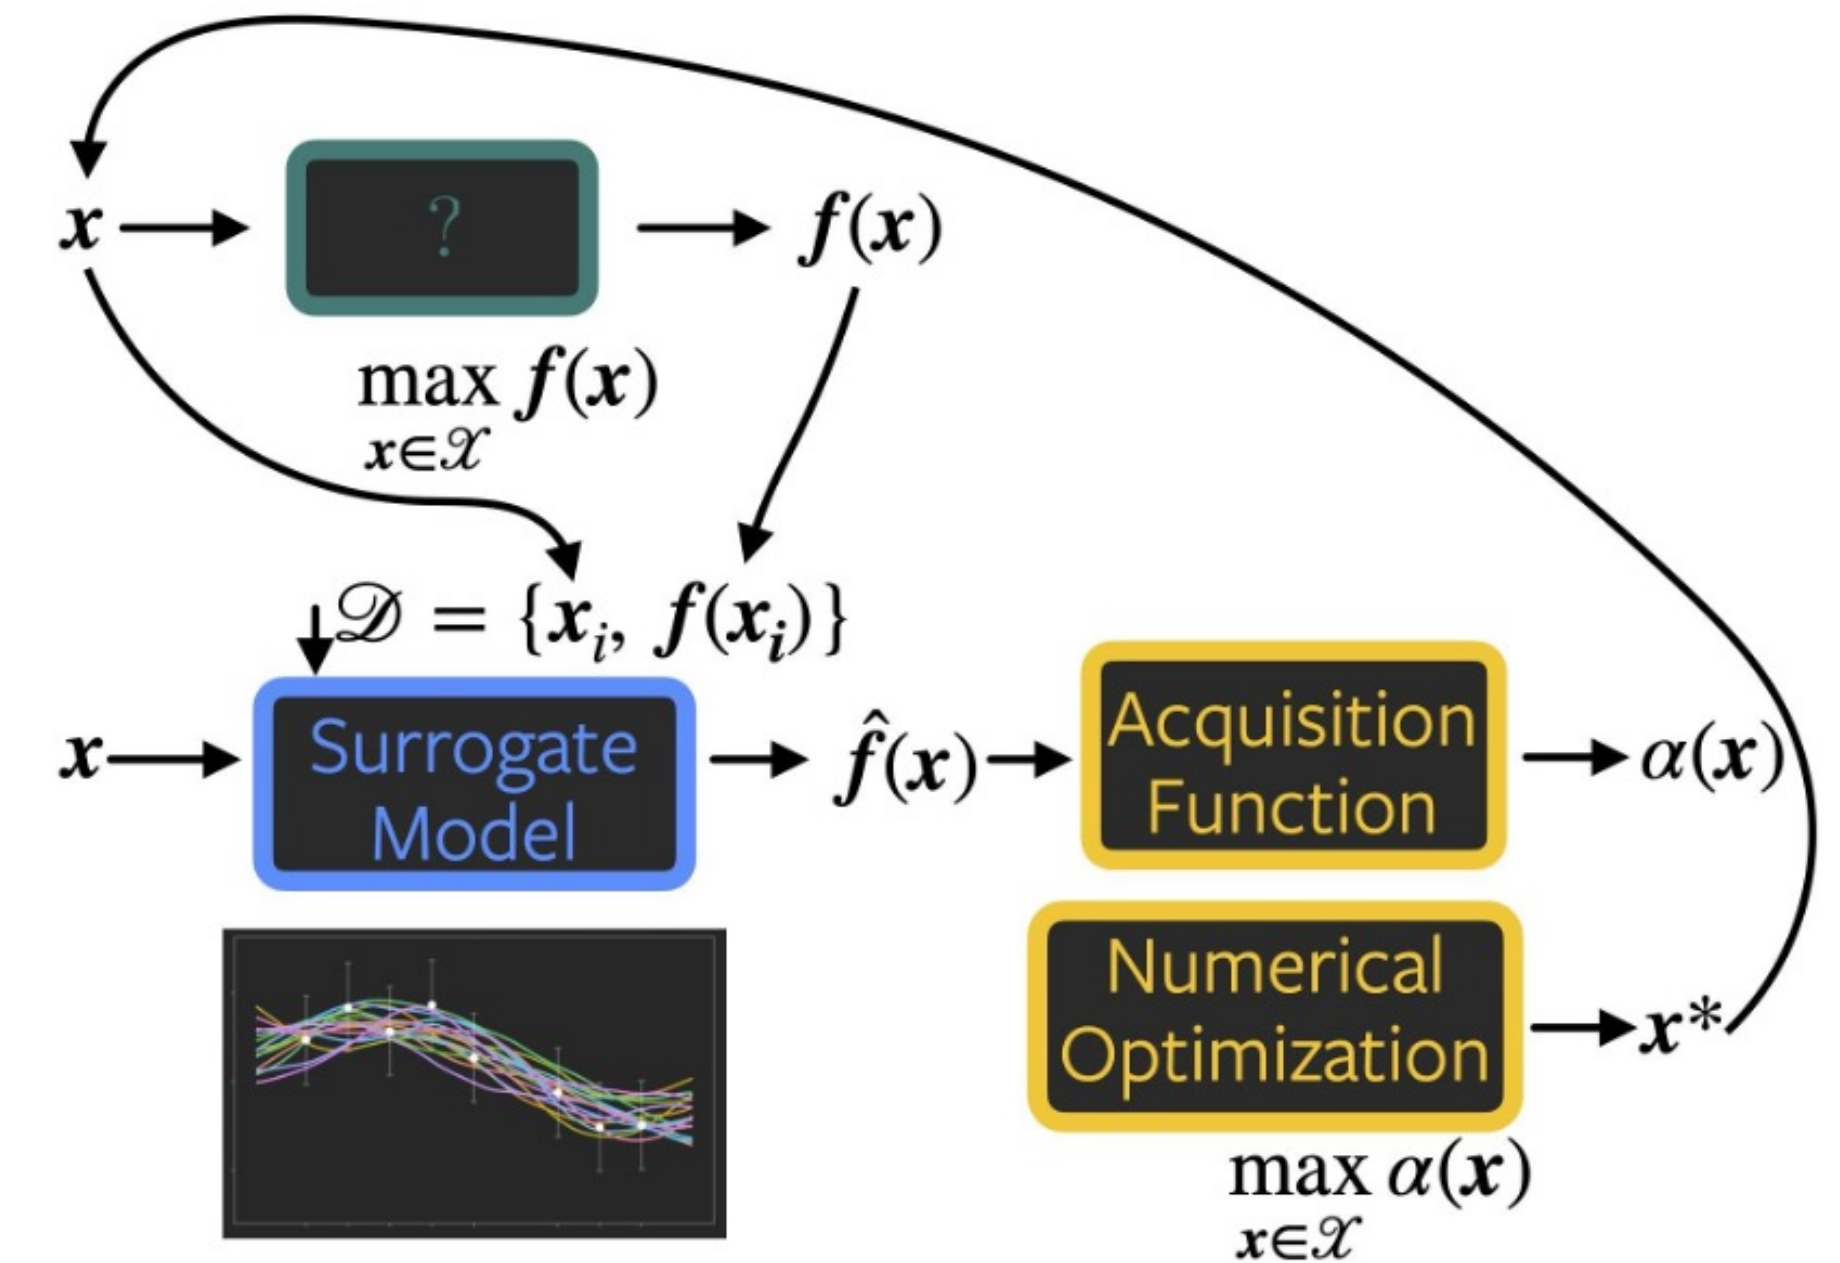 x → ? → f(x)
max f(x)
x∈𝒳
𝒟 = {xᵢ, f(xᵢ)}
x → Surrogate Model → f̂(x) → Acquisition Function → α(x)
Numerical Optimization → x*
max α(x)
x∈𝒳